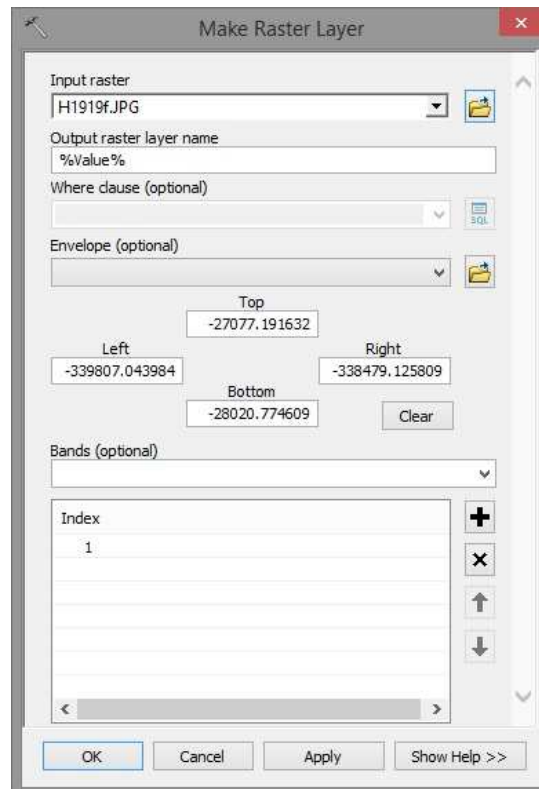 Make Raster Layer
Input raster
H1919f.JPG
Output raster layer name
%Value%
Where clause (optional)
SQL
Envelope (optional)
Top
-27077.191632
Left Right
-339807.043984 -338479.125809
Bottom
-28020.774609 Clear
Bands (optional)
Index
1
OK Cancel Apply Show Help >>